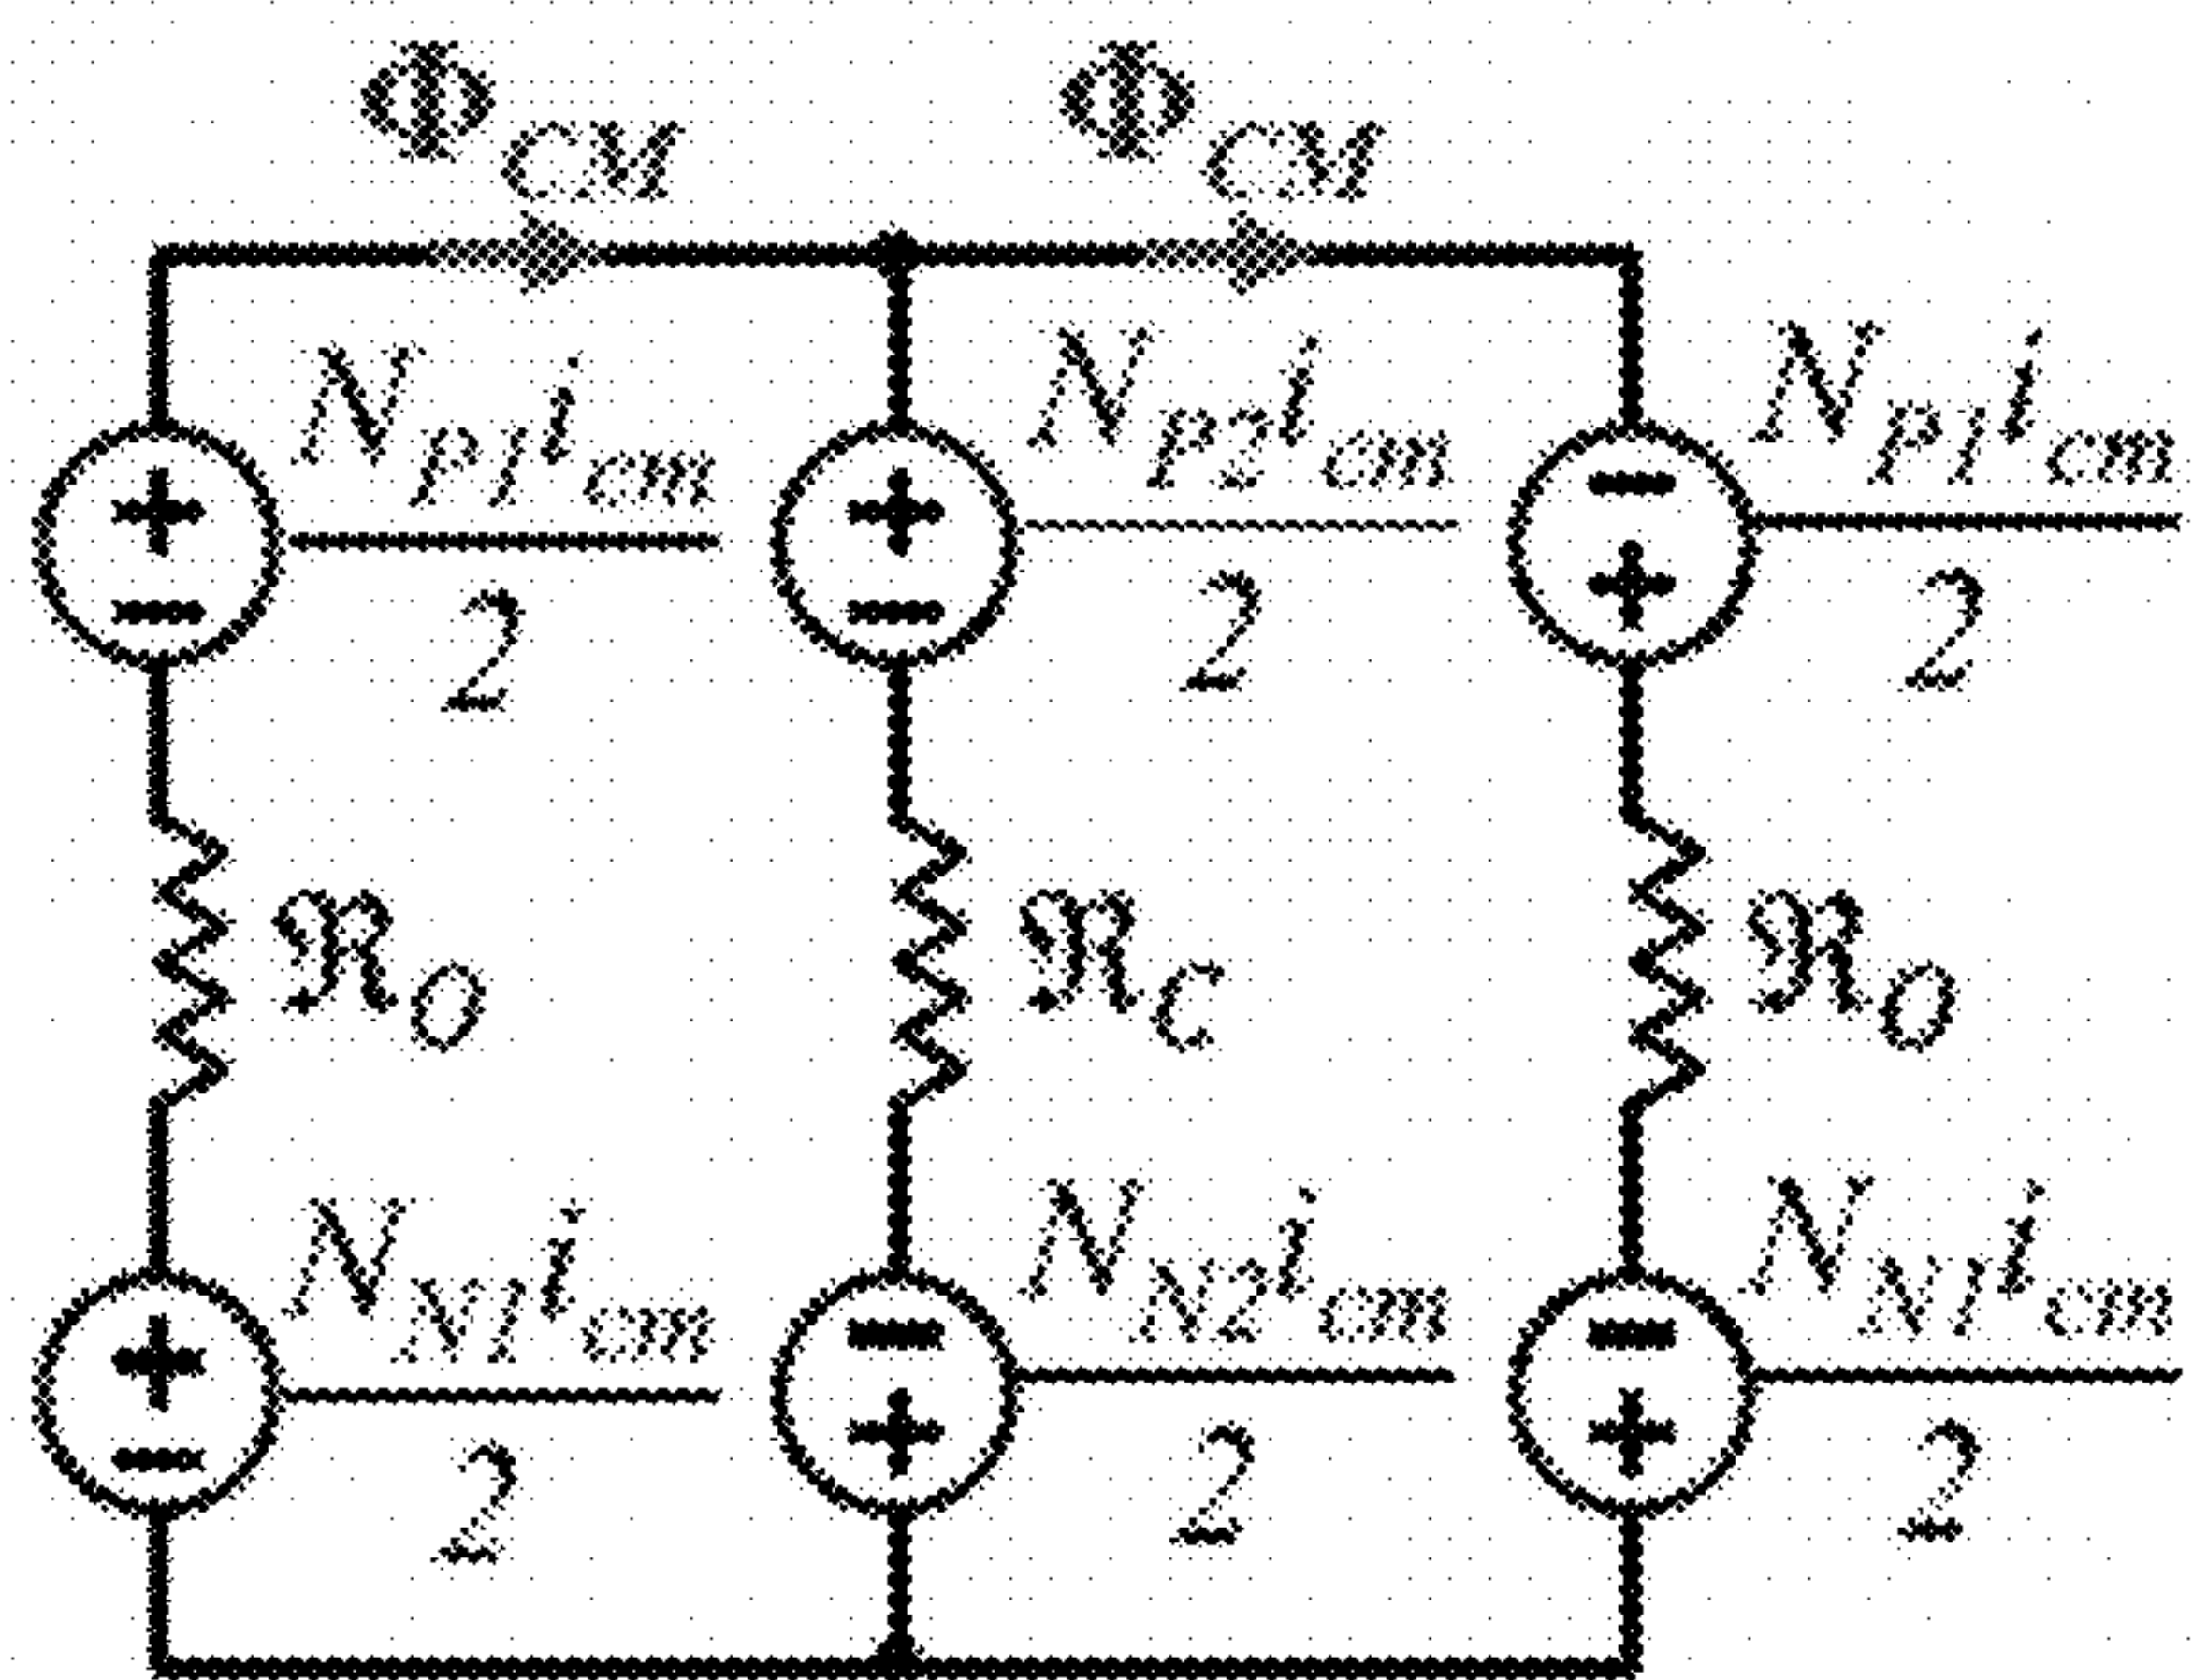 Φ_CM Φ_CM
N_p1 i_cm N_p2 i_cm N_p1 i_cm
+ + −
− − +
2 2 2
ℜ_O ℜ_C ℜ_O
N_N1 i_cm N_N2 i_cm N_N1 i_cm
+ − −
− + +
2 2 2